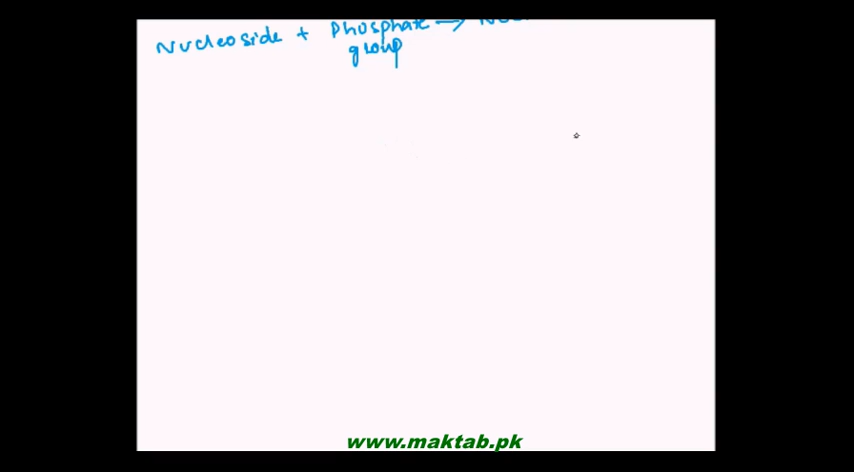 Nucleoside + Phosphate →
group
www.maktab.pk